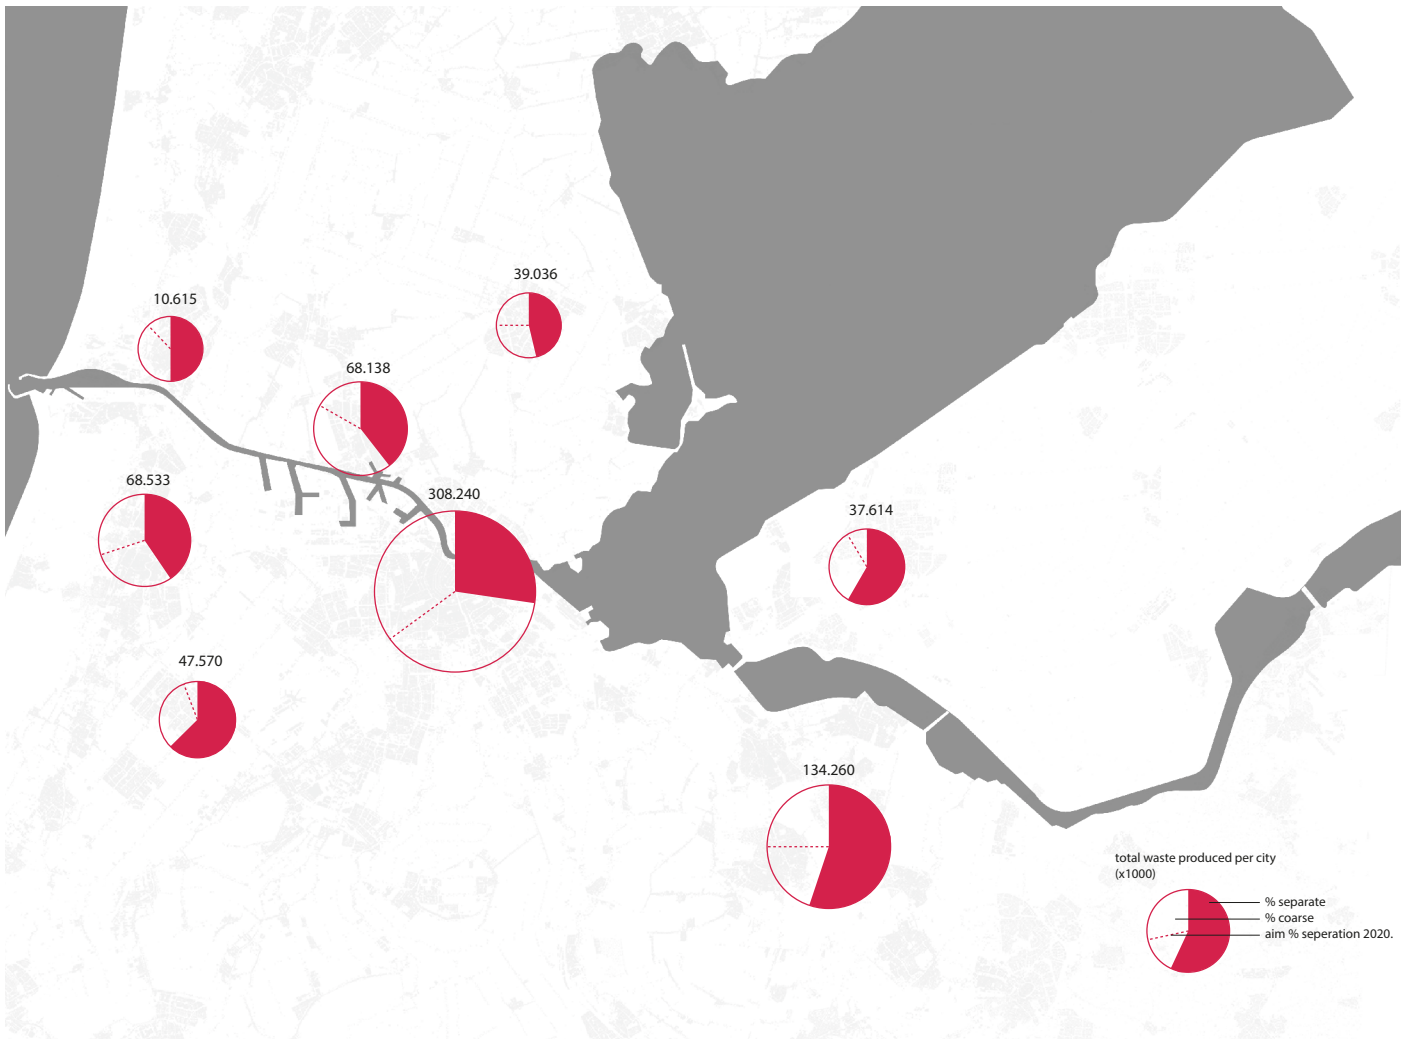 39.036
10.615
68.138
68.533
308.240
37.614
47.570
134.260
total waste produced per city
(x1000)
% separate
% coarse
aim % seperation 2020.